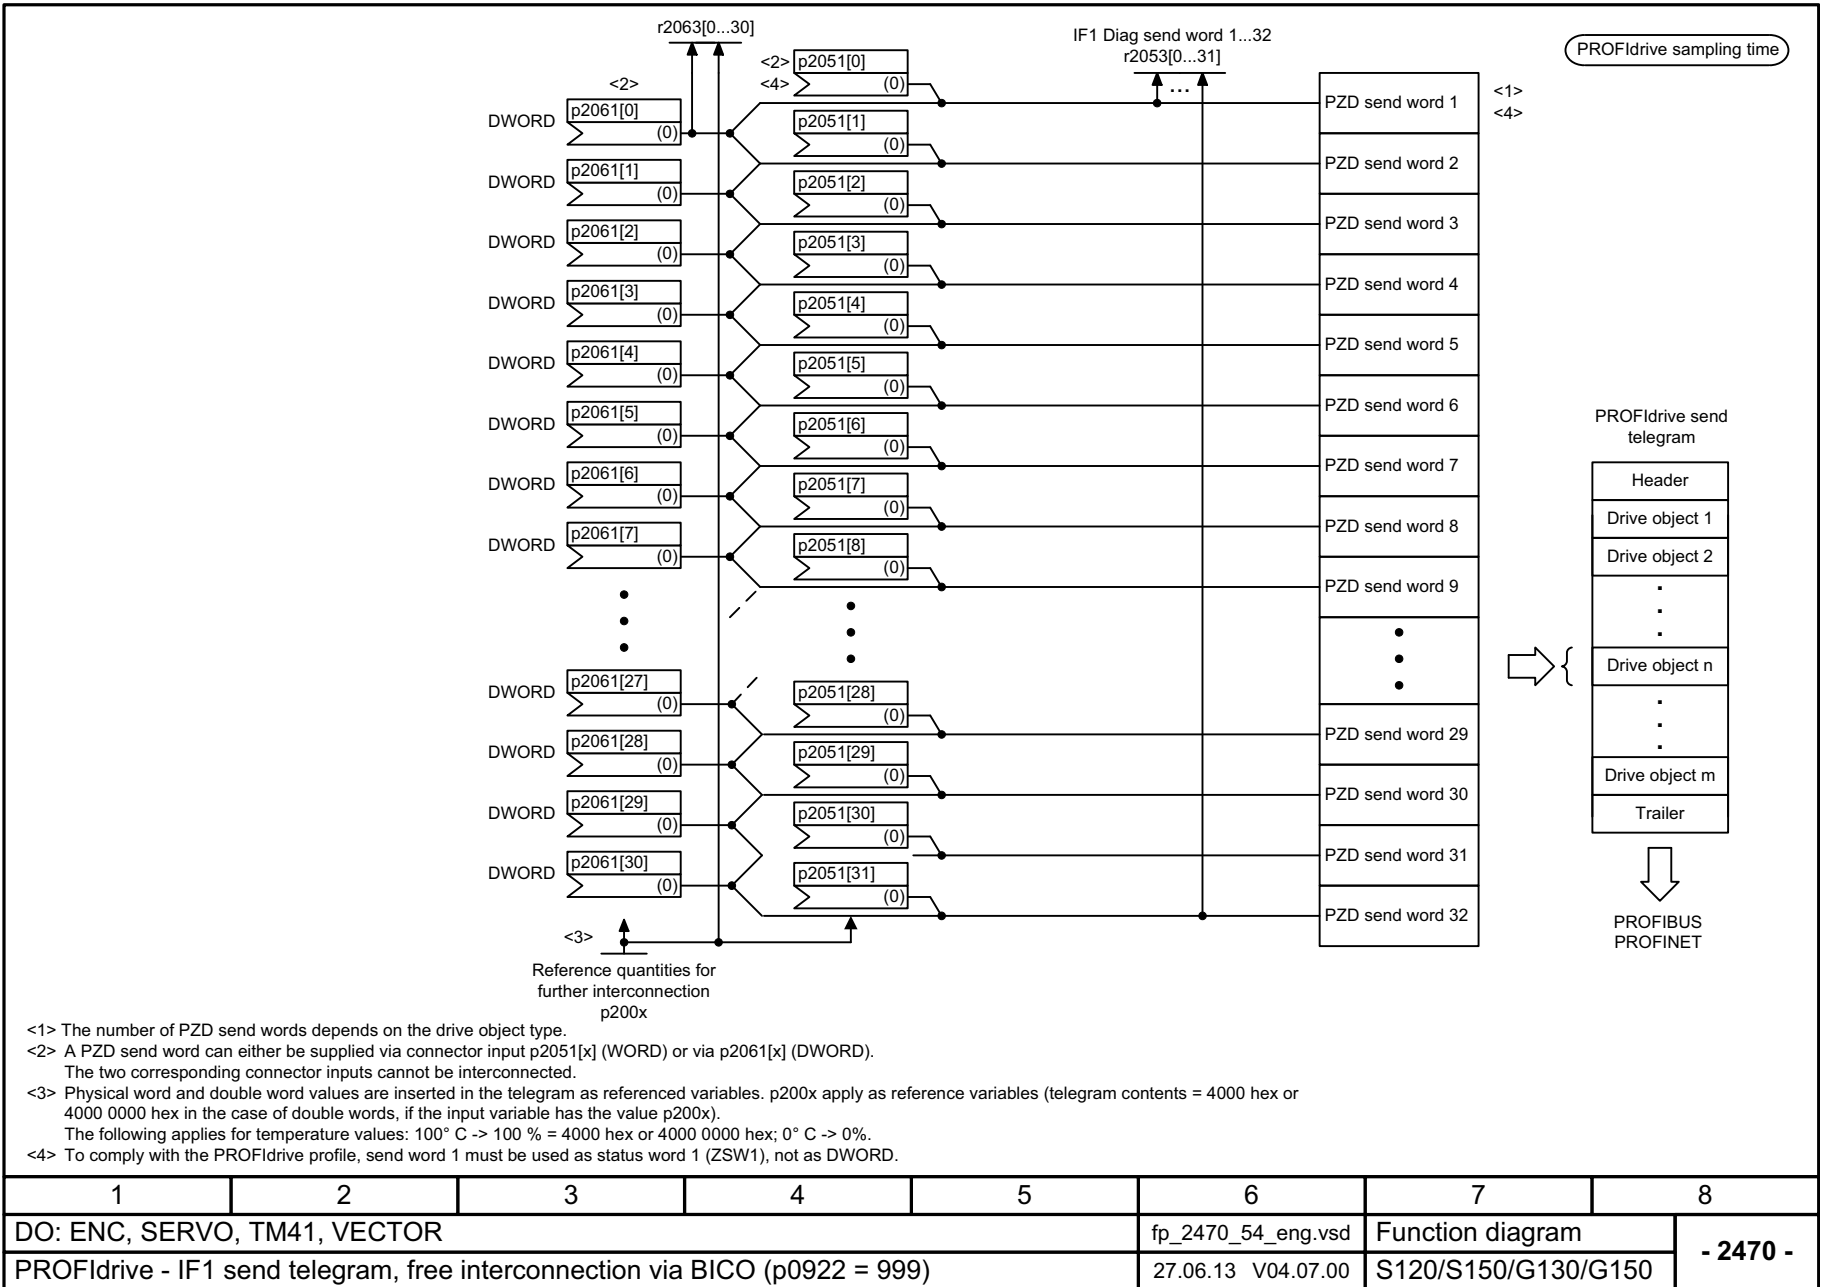 r2063[0...30]
IF1 Diag send word 1...32
r2053[0...31]
...
PROFIdrive sampling time
<2>
DWORD
p2061[0]
(0)
DWORD
p2061[1]
(0)
DWORD
p2061[2]
(0)
DWORD
p2061[3]
(0)
DWORD
p2061[4]
(0)
DWORD
p2061[5]
(0)
DWORD
p2061[6]
(0)
DWORD
p2061[7]
(0)
DWORD
p2061[27]
(0)
DWORD
p2061[28]
(0)
DWORD
p2061[29]
(0)
DWORD
p2061[30]
(0)
<2>
<4>
p2051[0]
(0)
p2051[1]
(0)
p2051[2]
(0)
p2051[3]
(0)
p2051[4]
(0)
p2051[5]
(0)
p2051[6]
(0)
p2051[7]
(0)
p2051[8]
(0)
p2051[28]
(0)
p2051[29]
(0)
p2051[30]
(0)
p2051[31]
(0)
PZD send word 1
<1>
<4>
PZD send word 2
PZD send word 3
PZD send word 4
PZD send word 5
PZD send word 6
PZD send word 7
PZD send word 8
PZD send word 9
PZD send word 29
PZD send word 30
PZD send word 31
PZD send word 32
PROFIdrive send
telegram
Header
Drive object 1
Drive object 2
Drive object n
Drive object m
Trailer
PROFIBUS
PROFINET
<3>
Reference quantities for
further interconnection
p200x
<1> The number of PZD send words depends on the drive object type.
<2> A PZD send word can either be supplied via connector input p2051[x] (WORD) or via p2061[x] (DWORD).
The two corresponding connector inputs cannot be interconnected.
<3> Physical word and double word values are inserted in the telegram as referenced variables. p200x apply as reference variables (telegram contents = 4000 hex or
4000 0000 hex in the case of double words, if the input variable has the value p200x).
The following applies for temperature values: 100° C -> 100 % = 4000 hex or 4000 0000 hex; 0° C -> 0%.
<4> To comply with the PROFIdrive profile, send word 1 must be used as status word 1 (ZSW1), not as DWORD.
1 2 3 4 5 6 7 8
DO: ENC, SERVO, TM41, VECTOR
fp_2470_54_eng.vsd
Function diagram
- 2470 -
PROFIdrive - IF1 send telegram, free interconnection via BICO (p0922 = 999)
27.06.13 V04.07.00
S120/S150/G130/G150